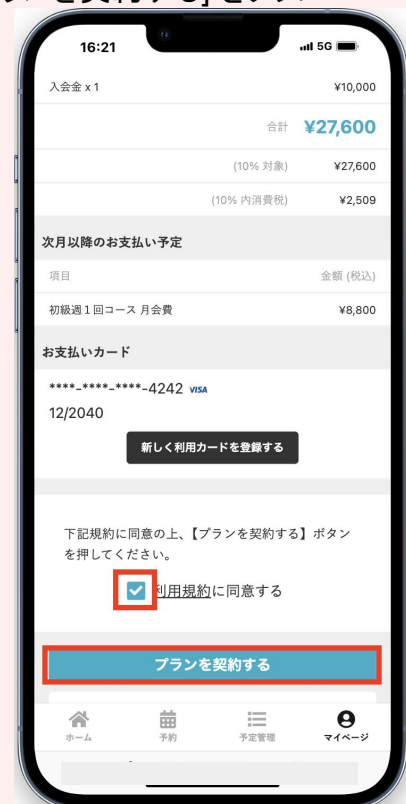 16:21 5G
入会金 x 1 ¥10,000
合計 ¥27,600
(10% 対象) ¥27,600
(10% 内消費税) ¥2,509
次月以降のお支払い予定
項目 金額 (税込)
初級週1回コース 月会費 ¥8,800
お支払いカード
****-****-****-4242 VISA
12/2040
新しく利用カードを登録する
下記規約に同意の上、【プランを契約する】ボタン
を押してください。
利用規約に同意する
プランを契約する
ホーム 予約 予定管理 マイページ